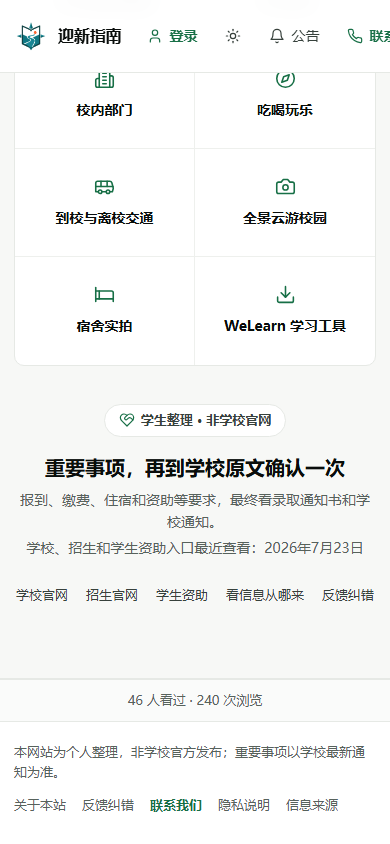 迎新指南 登录 公告
校内部门 吃喝玩乐
到校与离校交通 全景云游校园
宿舍实拍 WeLearn 学习工具
学生整理 • 非学校官网
重要事项，再到学校原文确认一次
报到、缴费、住宿和资助等要求，最终看录取通知书和学
校通知。
学校、招生和学生资助入口最近查看：2026年7月23日
学校官网 招生官网 学生资助 看信息从哪来 反馈纠错
46 人看过 · 240 次浏览
本网站为个人整理，非学校官方发布；重要事项以学校最新通
知为准。
关于本站 反馈纠错 联系我们 隐私说明 信息来源